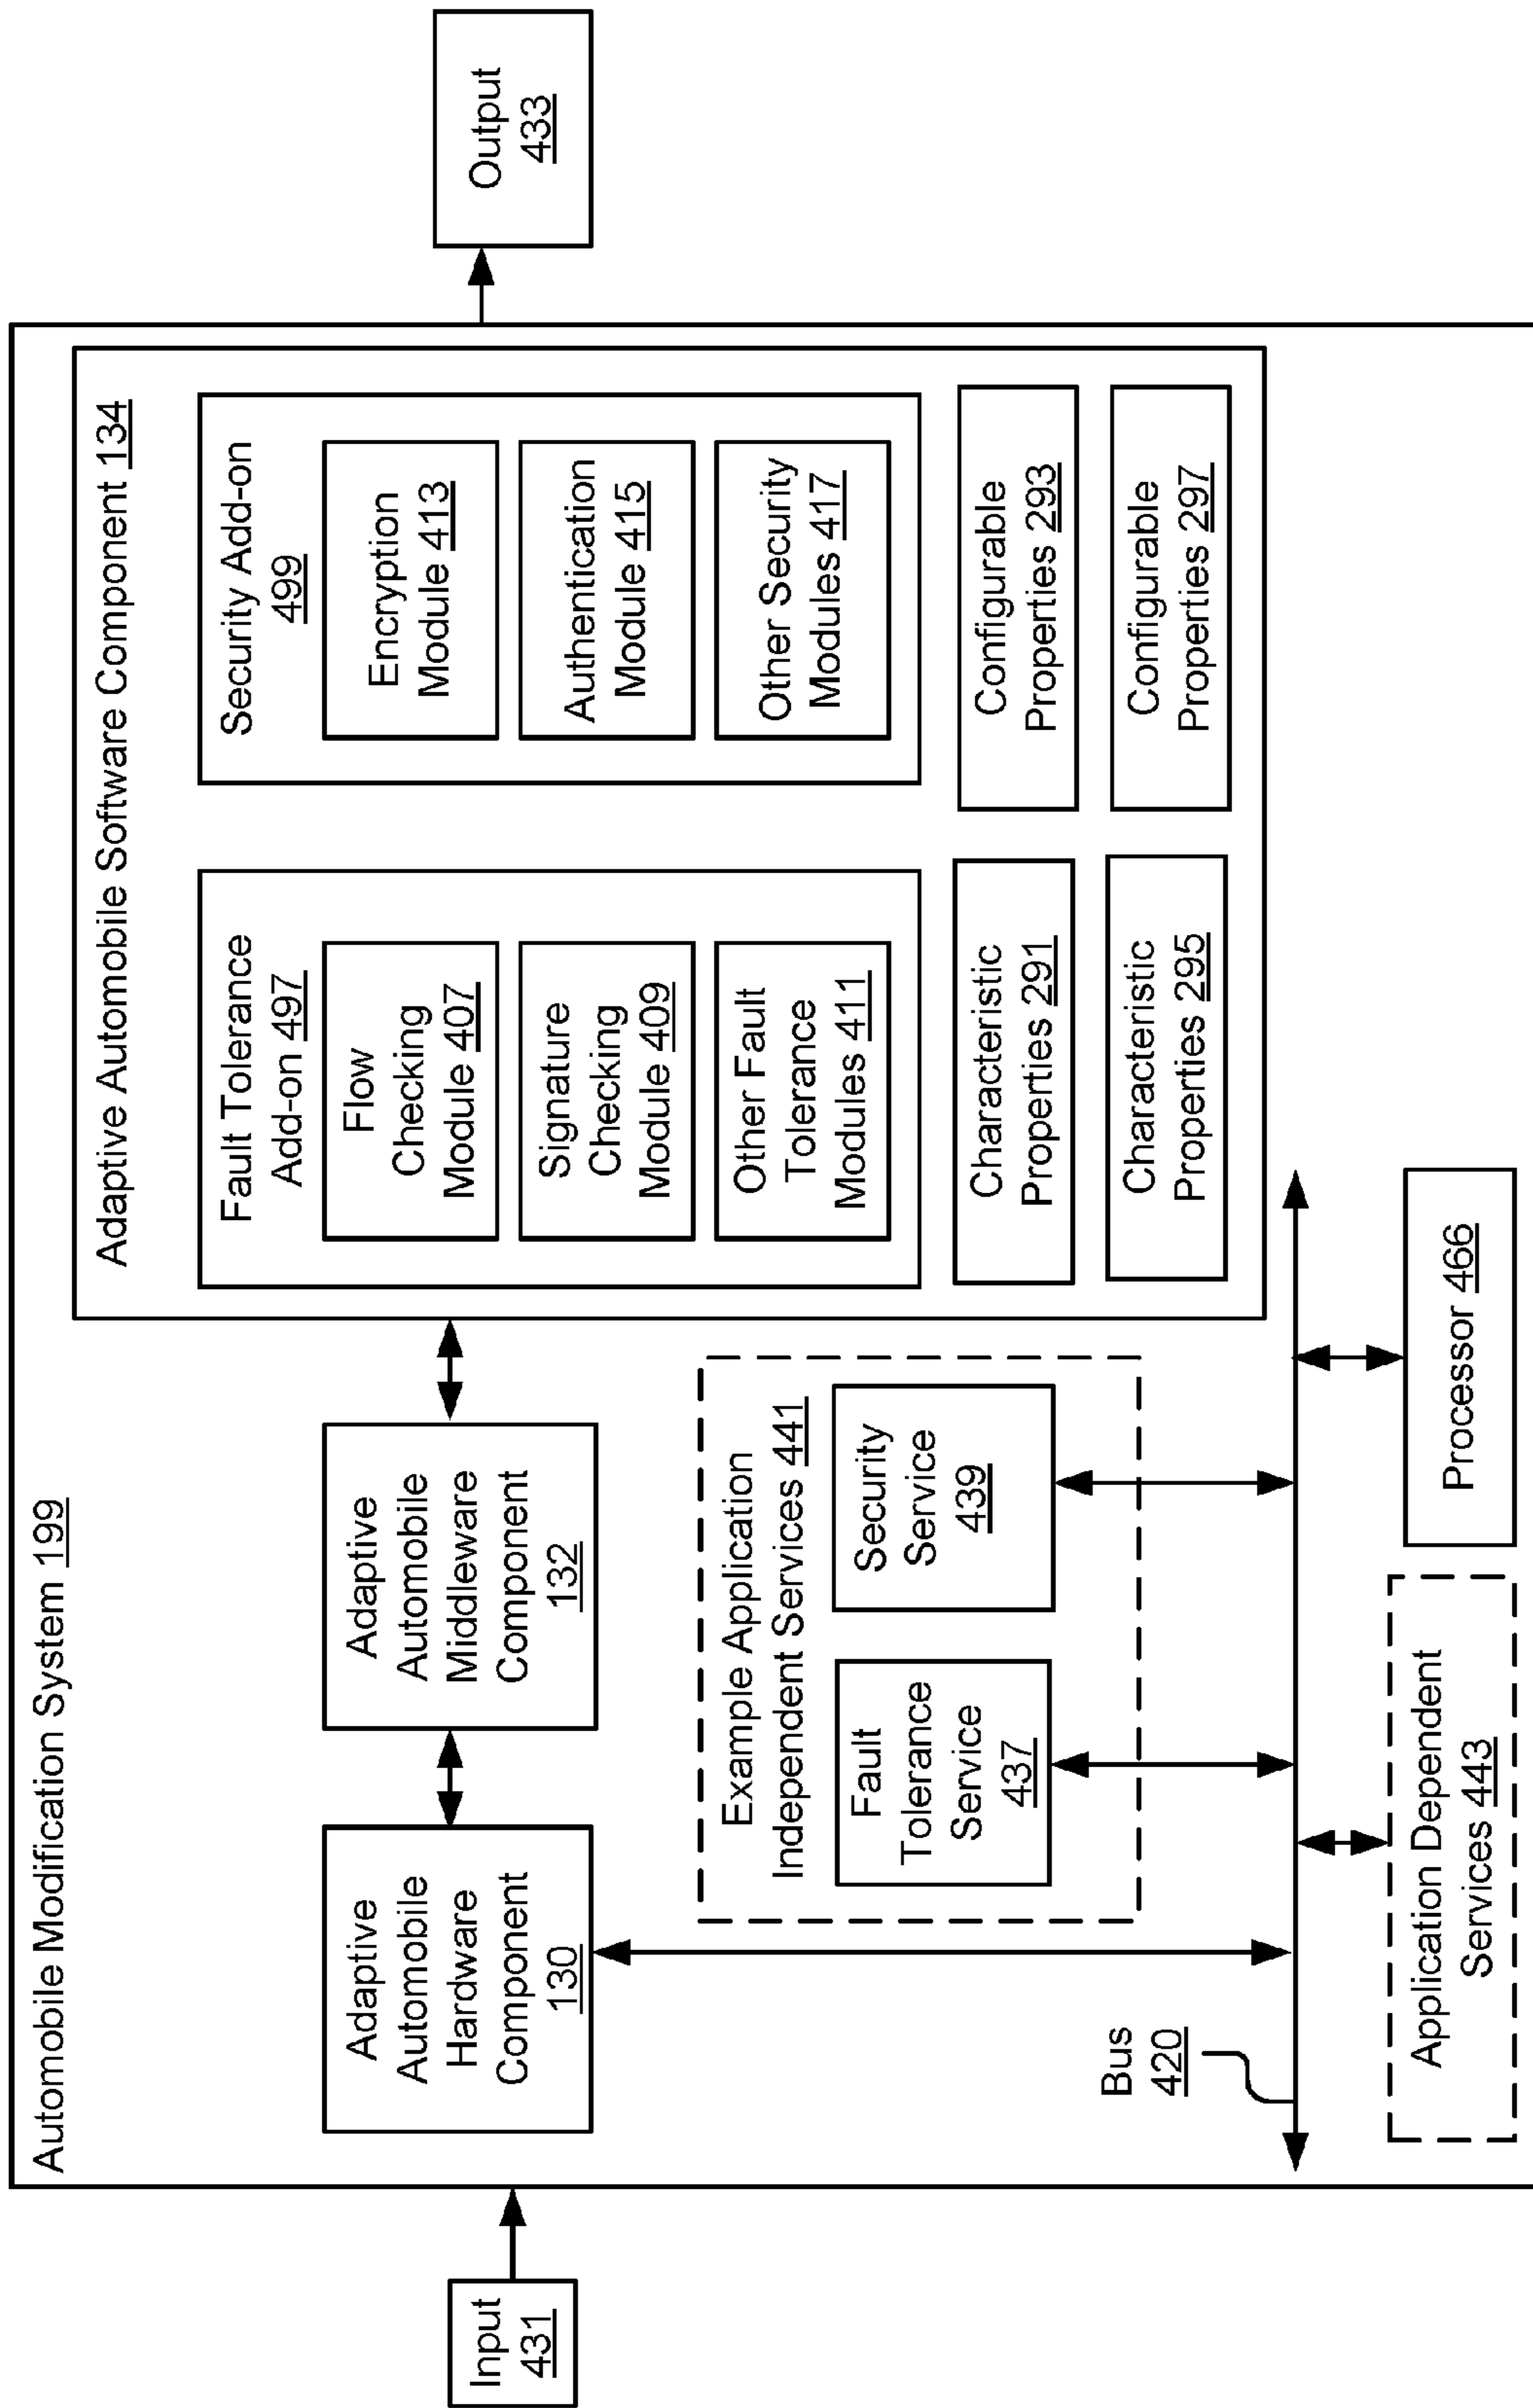 Automobile Modification System 199
Input
431
Adaptive
Automobile
Hardware
Component
130
Adaptive
Automobile
Middleware
Component
132
Adaptive Automobile Software Component 134
Fault Tolerance
Add-on 497
Flow
Checking
Module 407
Signature
Checking
Module 409
Other Fault
Tolerance
Modules 411
Security Add-on
499
Encryption
Module 413
Authentication
Module 415
Other Security
Modules 417
Characteristic
Properties 291
Configurable
Properties 293
Characteristic
Properties 295
Configurable
Properties 297
Output
433
Example Application
Independent Services 441
Fault
Tolerance
Service
437
Security
Service
439
Bus
420
Application Dependent
Services 443
Processor 466